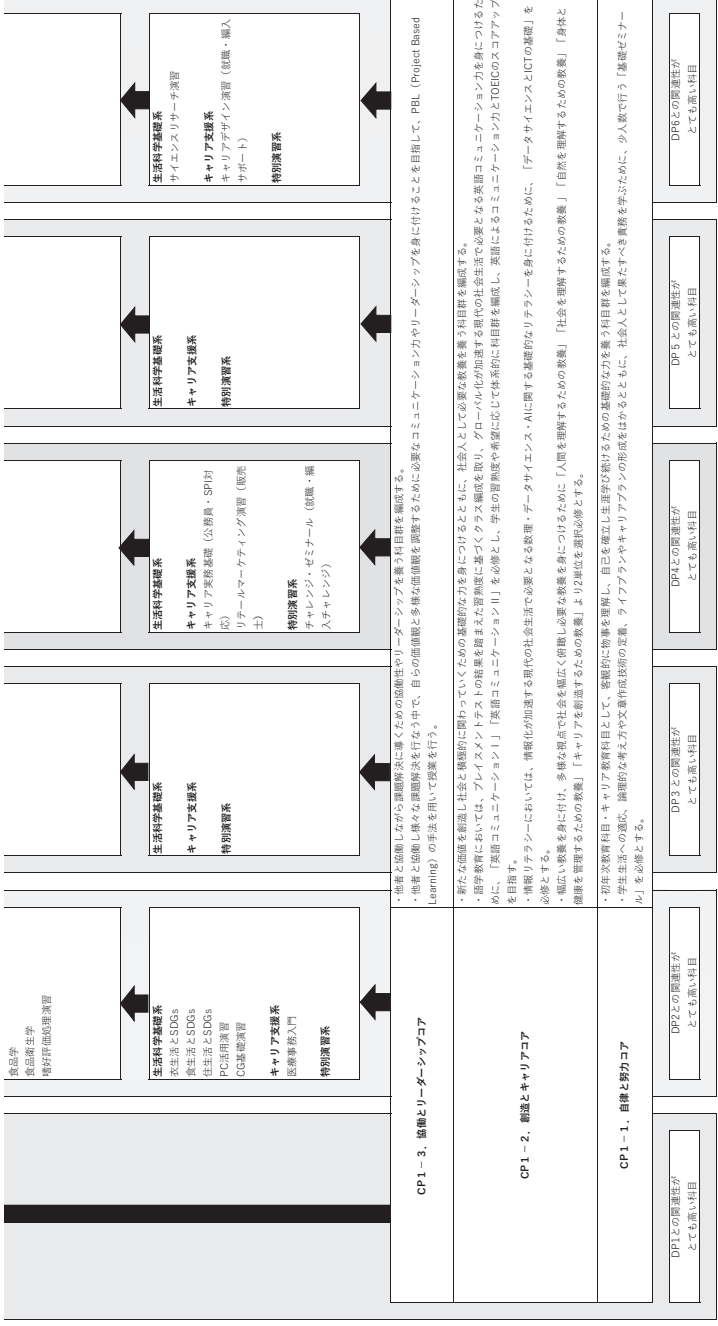 食品学
食品衛生学
嗜好評価処理演習
生活科学基礎系
衣生活とSDGs
食生活とSDGs
住生活とSDGs
PC活用演習
CG基礎演習
キャリア支援系
医療事務入門
特別演習系
生活科学基礎系
キャリア支援系
特別演習系
生活科学基礎系
キャリア支援系
キャリア実務基礎（公務員・SPI対
応）
リテールマーケティング演習（販売
士）
特別演習系
チャレンジ・ゼミナール（就職・編
入チャレンジ）
生活科学基礎系
キャリア支援系
特別演習系
生活科学基礎系
サイエンスリサーチ演習
キャリア支援系
キャリアデザイン演習（就職・編入
サポート）
特別演習系
CP1－3．協働とリーダーシップコア
・他者と協働しながら課題解決に導くための協働性やリーダーシップを養う科目群を編成する。
・他者と協働し様々な課題解決を行なう中で、自らの価値観と多様な価値観を調整するために必要なコミュニケーション力やリーダーシップを身に付けることを目指して、PBL（Project Based
Learning）の手法を用いて授業を行う。
CP1－2．創造とキャリアコア
・新たな価値を創造し社会と積極的に関わっていくための基礎的な力を身につけるとともに、社会人として必要な教養を養う科目群を編成する。
・語学教育においては、プレイスメントテストの結果を踏まえた習熟度に基づくクラス編成を取り、グローバル化が加速する現代の社会生活で必要となる英語コミュニケーション力を身につけるた
めに、「英語コミュニケーションⅠ」「英語コミュニケーションⅡ」を必修とし、学生の習熟度や希望に応じて体系的に科目群を編成し、英語によるコミュニケーション力とTOEICのスコアアップ
を目指す。
・情報リテラシーにおいては、情報化が加速する現代の社会生活で必要となる数理・データサイエンス・AIに関する基礎的なリテラシーを身に付けるために、「データサイエンスとICTの基礎」を
必修とする。
・幅広い教養を身に付け、多様な視点で社会を幅広く俯瞰し必要な教養を身につけるために「人間を理解するための教養」「社会を理解するための教養」「自然を理解するための教養」「身体と
健康を管理するための教養」「キャリアを創造するための教養」より2単位を選択必修とする。
CP1－1．自律と努力コア
・初年次教育科目・キャリア教育科目として、客観的に物事を理解し、自己を確立し生涯学び続けるための基礎的な力を養う科目群を編成する。
・学生生活への適応、論理的な考え方や文章作成技術の定着、ライフプランやキャリアプランの形成をはかるとともに、社会人として果たすべき責務を学ぶために、少人数で行う「基礎ゼミナー
ル」を必修とする。
DP1との関連性が
とても高い科目
DP2との関連性が
とても高い科目
DP3との関連性が
とても高い科目
DP4との関連性が
とても高い科目
DP5との関連性が
とても高い科目
DP6との関連性が
とても高い科目